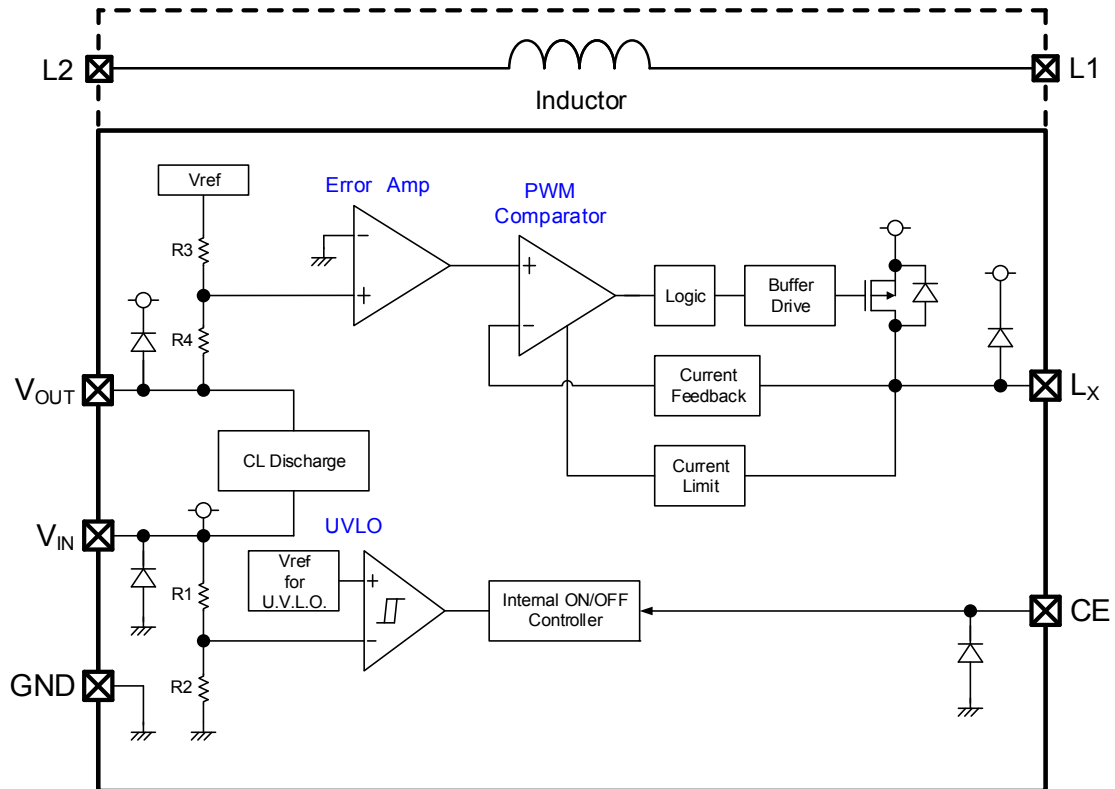 L2
L1
Inductor
Vref
Error Amp
PWM
Comparator
R3
R4
Logic
Buffer
Drive
VOUT
Current
Feedback
LX
CL Discharge
Current
Limit
VIN
UVLO
Vref
for
U.V.L.O.
R1
Internal ON/OFF
Controller
CE
GND
R2